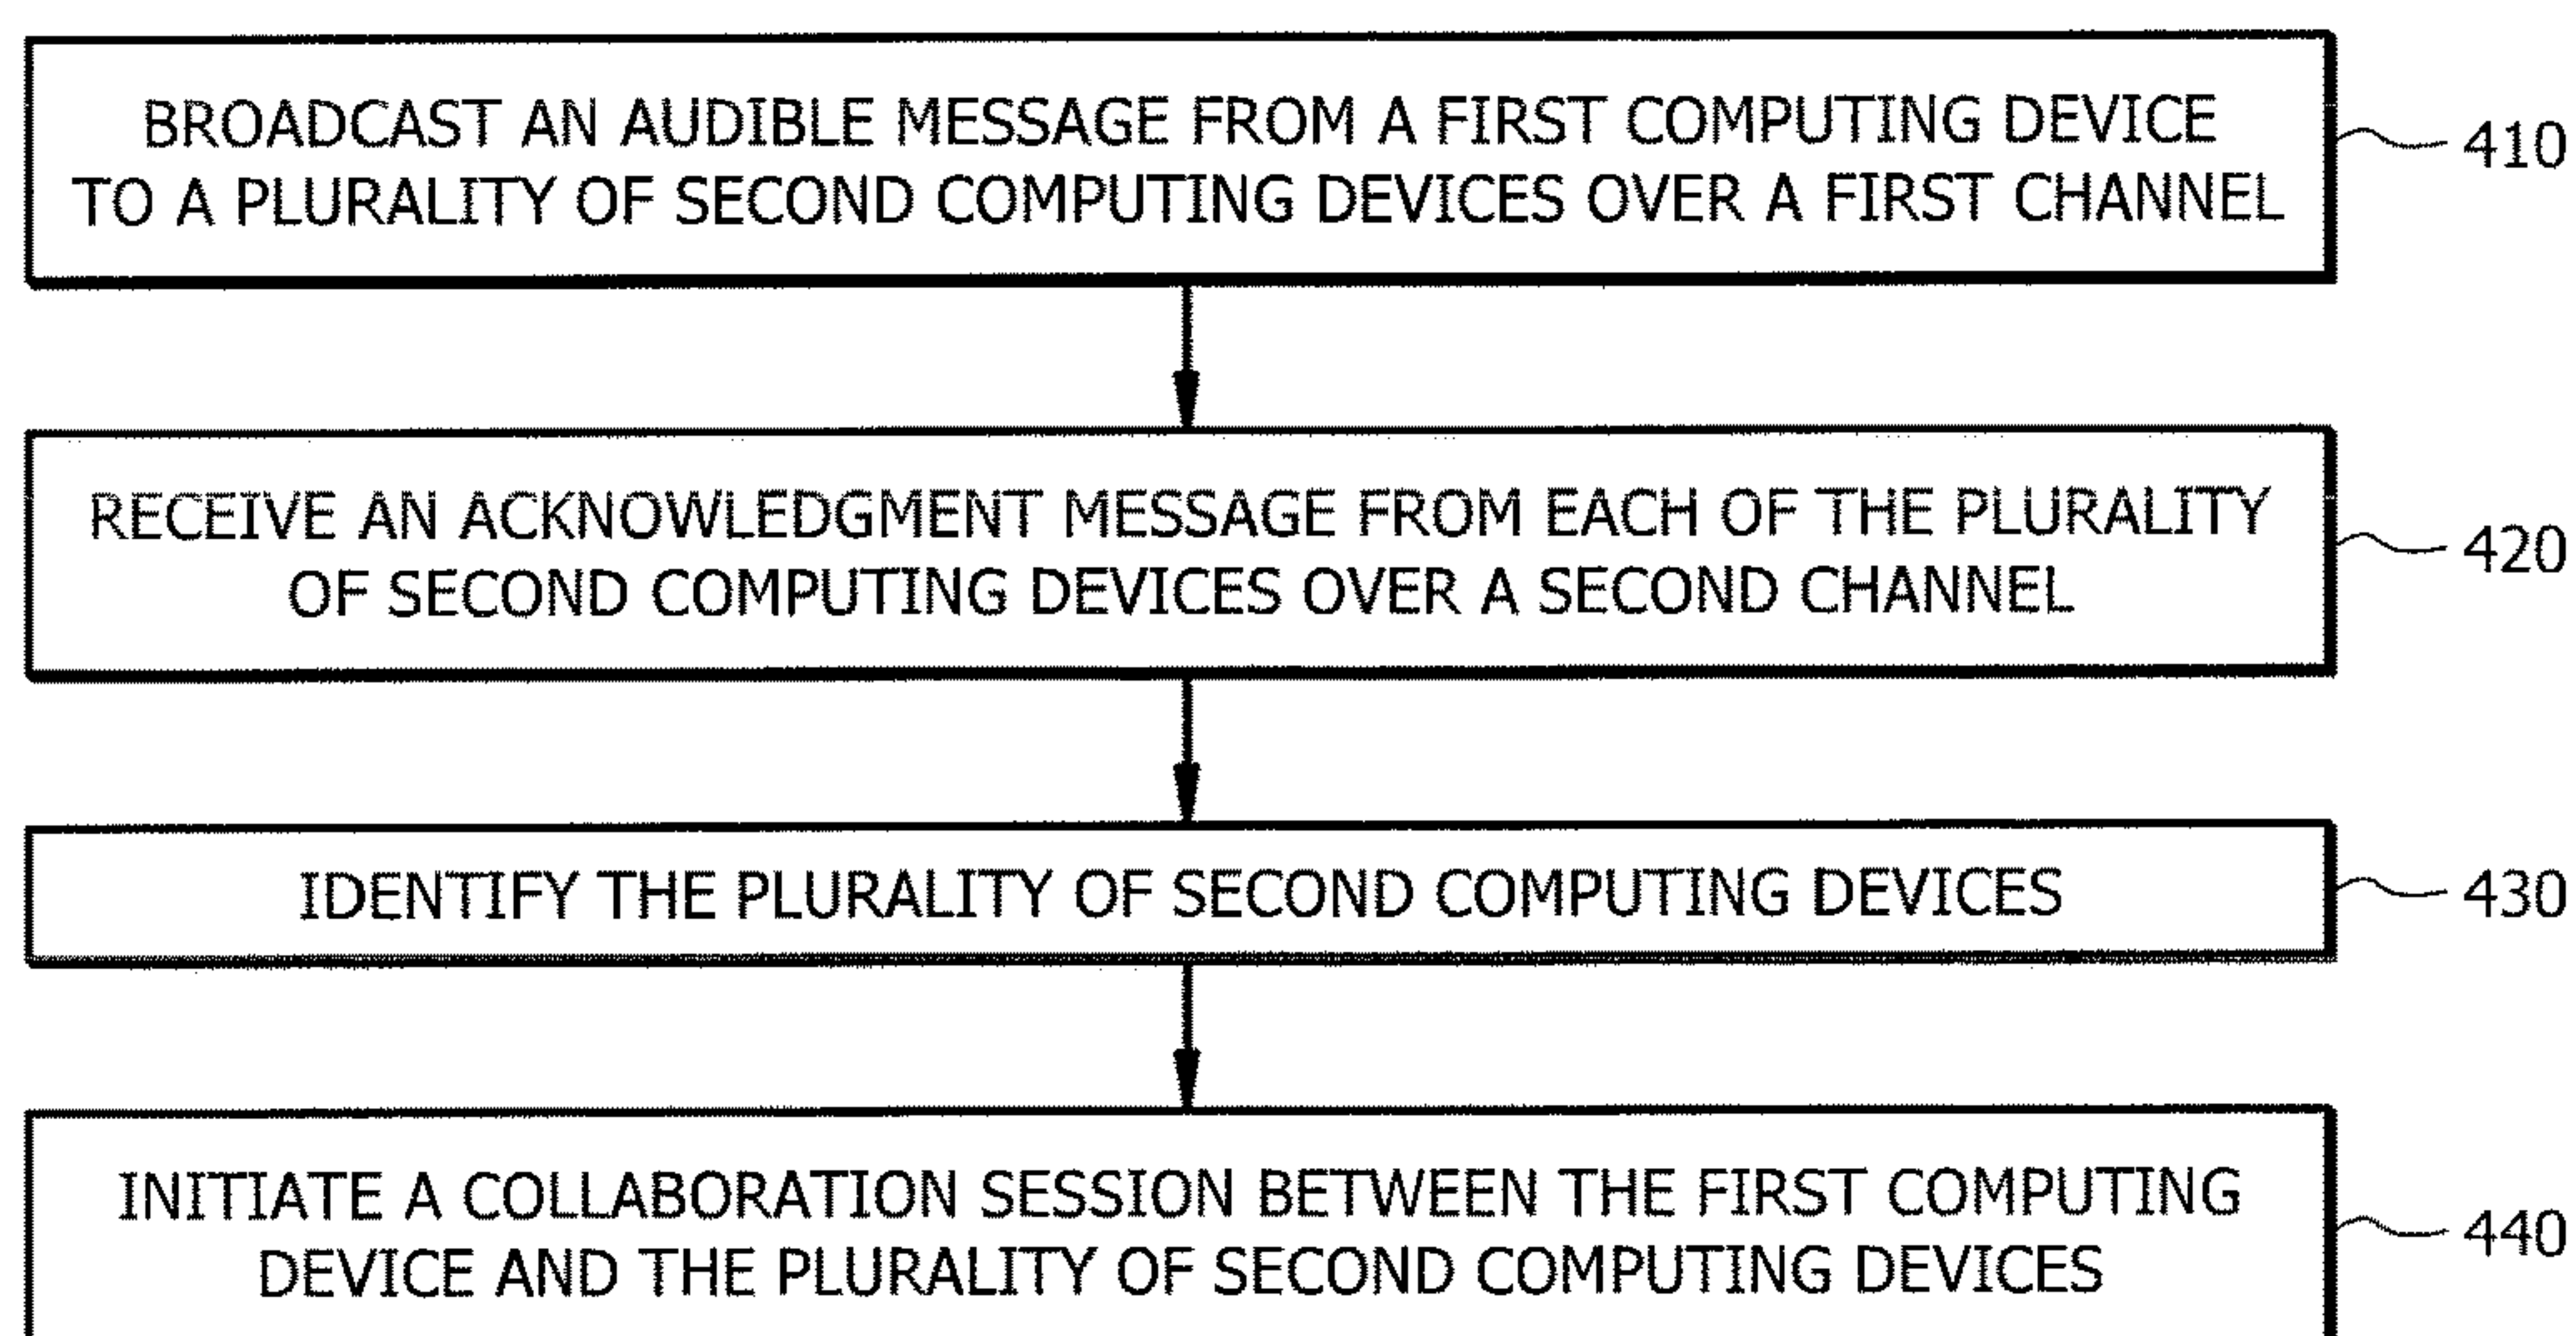 BROADCAST AN AUDIBLE MESSAGE FROM A FIRST COMPUTING DEVICE
TO A PLURALITY OF SECOND COMPUTING DEVICES OVER A FIRST CHANNEL
410
RECEIVE AN ACKNOWLEDGMENT MESSAGE FROM EACH OF THE PLURALITY
OF SECOND COMPUTING DEVICES OVER A SECOND CHANNEL
420
IDENTIFY THE PLURALITY OF SECOND COMPUTING DEVICES
430
INITIATE A COLLABORATION SESSION BETWEEN THE FIRST COMPUTING
DEVICE AND THE PLURALITY OF SECOND COMPUTING DEVICES
440